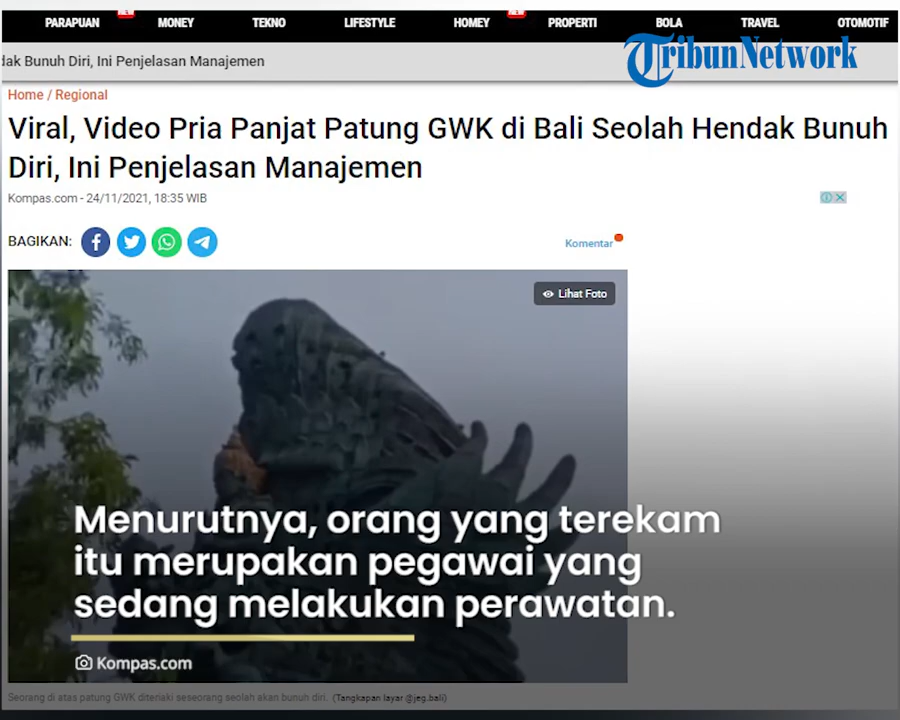 PARAPUAN MONEY TEKNO LIFESTYLE HOMEY PROPERTI BOLA TRAVEL OTOMOTIF
dak Bunuh Diri, Ini Penjelasan Manajemen
TribunNetwork
Home / Regional
Viral, Video Pria Panjat Patung GWK di Bali Seolah Hendak Bunuh
Diri, Ini Penjelasan Manajemen
Kompas.com - 24/11/2021, 18:35 WIB
BAGIKAN:
Komentar
Lihat Foto
Menurutnya, orang yang terekam
itu merupakan pegawai yang
sedang melakukan perawatan.
Kompas.com
Seorang di atas patung GWK diteriaki seseorang seolah akan bunuh diri. (Tangkapan layar @jeg.bali)